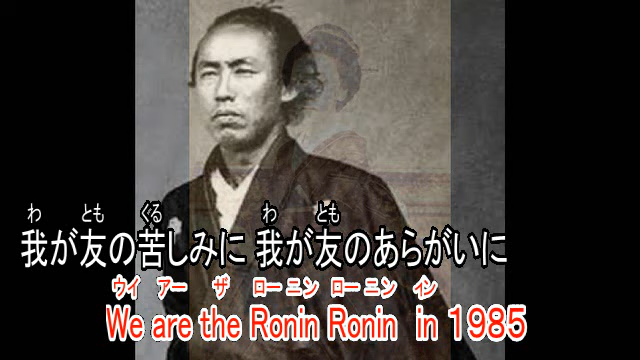 わ とも くる わ とも
我が友の苦しみに 我が友のあらがいに
ウイ アー ザ ローニン ローニン イン
We are the Ronin Ronin in 1985